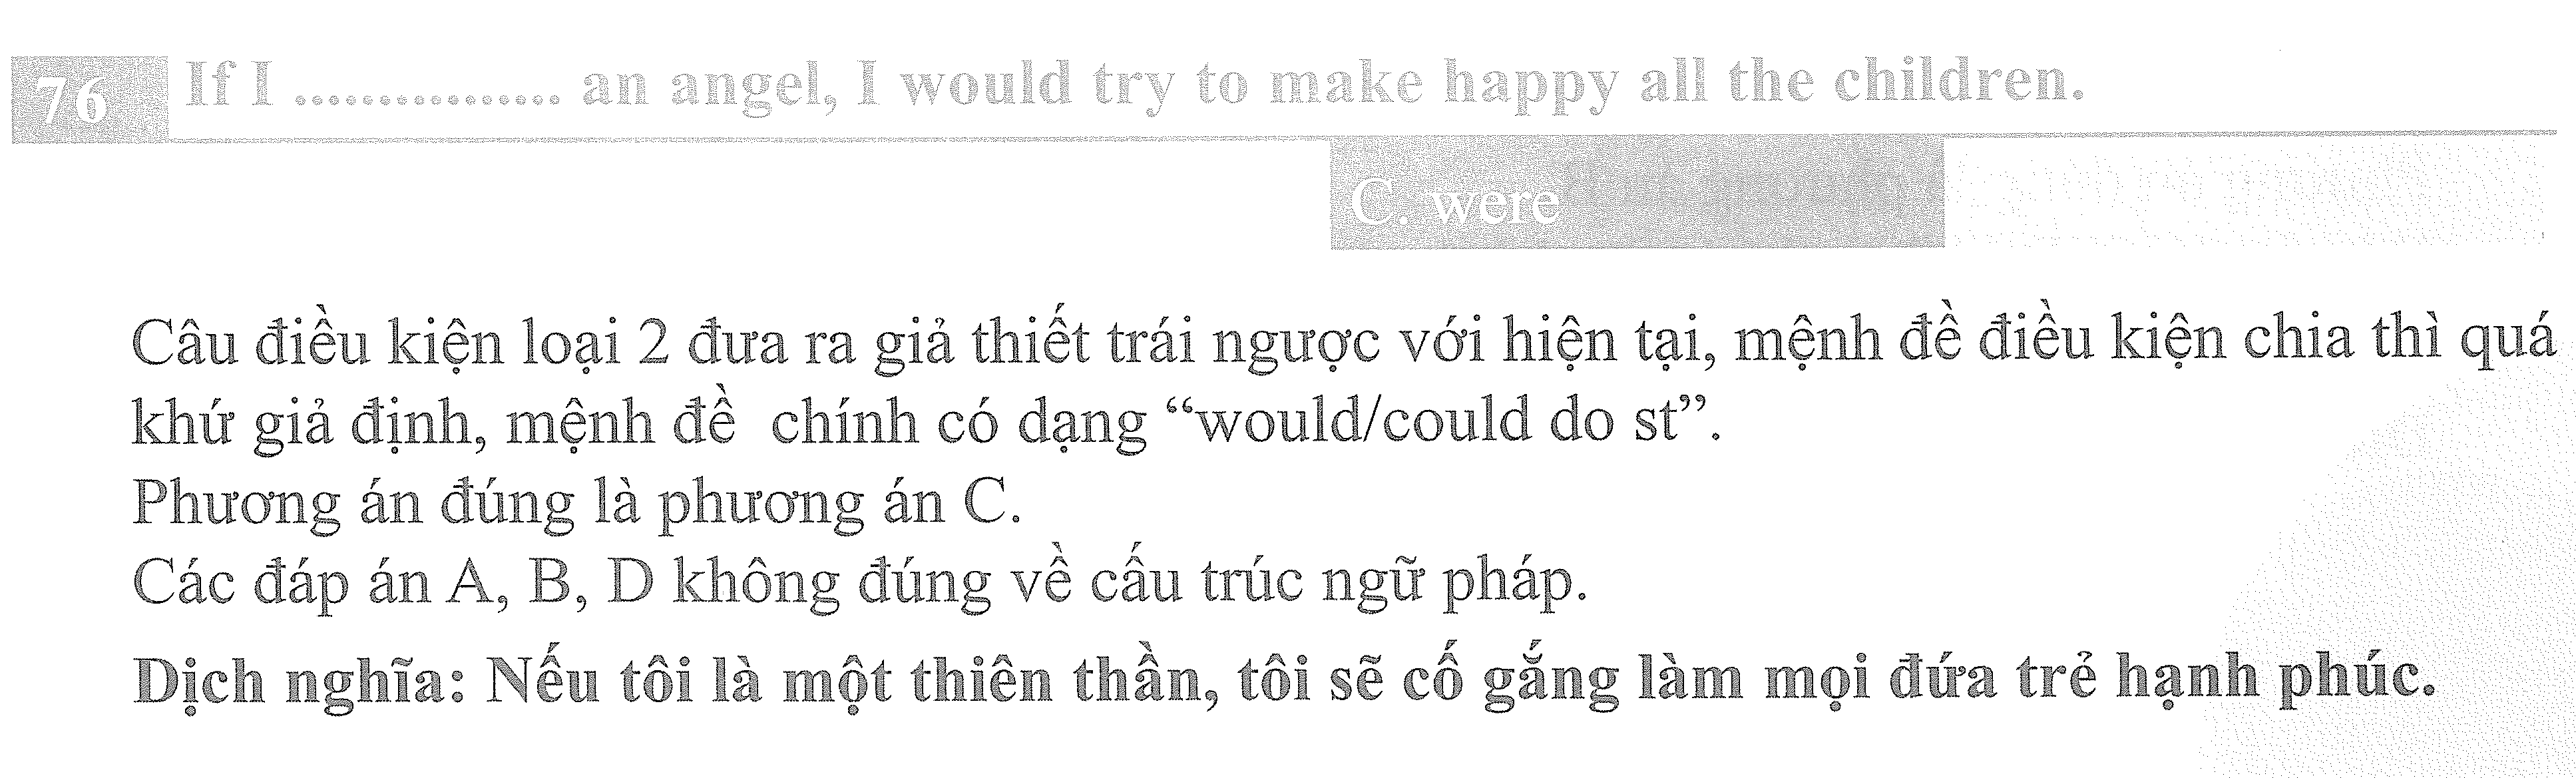 76 If I ................ an angel, I would try to make happy all the children.
C. were
Câu điều kiện loại 2 đưa ra giả thiết trái ngược với hiện tại, mệnh đề điều kiện chia thì quá
khứ giả định, mệnh đề chính có dạng “would/could do st”.
Phương án đúng là phương án C.
Các đáp án A, B, D không đúng về cấu trúc ngữ pháp.
Dịch nghĩa: Nếu tôi là một thiên thần, tôi sẽ cố gắng làm mọi đứa trẻ hạnh phúc.